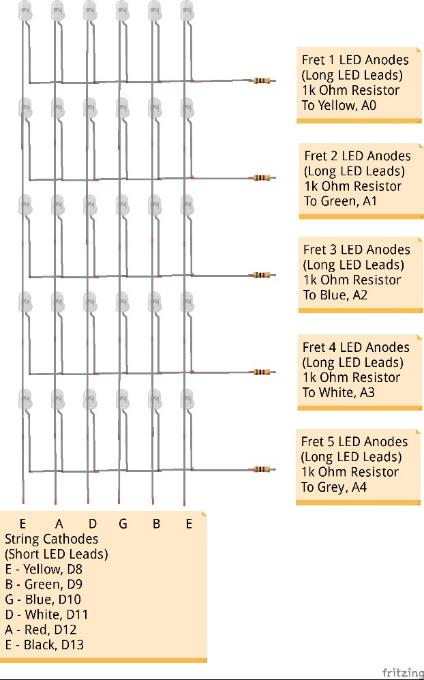 Fret 1 LED Anodes
(Long LED Leads)
1k Ohm Resistor
To Yellow, A0
Fret 2 LED Anodes
(Long LED Leads)
1k Ohm Resistor
To Green, A1
Fret 3 LED Anodes
(Long LED Leads)
1k Ohm Resistor
To Blue, A2
Fret 4 LED Anodes
(Long LED Leads)
1k Ohm Resistor
To White, A3
Fret 5 LED Anodes
(Long LED Leads)
1k Ohm Resistor
To Grey, A4
E A D G B E
String Cathodes
(Short LED Leads)
E - Yellow, D8
B - Green, D9
G - Blue, D10
D - White, D11
A - Red, D12
E - Black, D13
fritzing